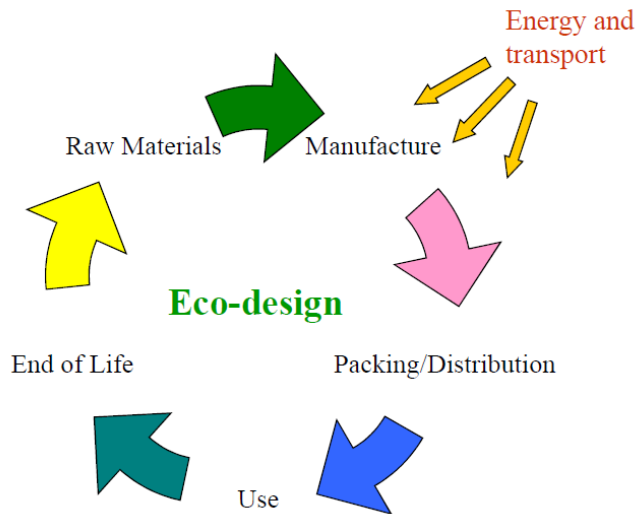 Energy and
transport
Raw Materials
Manufacture
Eco-design
End of Life
Packing/Distribution
Use